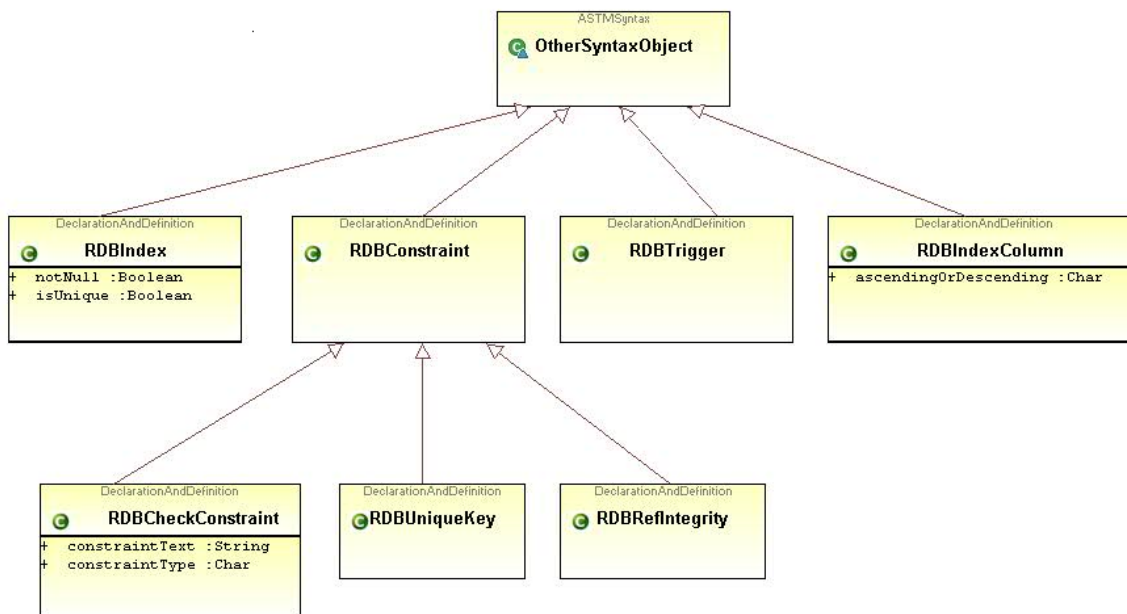 ASTMSyntax
OtherSyntaxObject
DeclarationAndDefinition
RDBIndex
+ notNull :Boolean
+ isUnique :Boolean
DeclarationAndDefinition
RDBConstraint
DeclarationAndDefinition
RDBTrigger
DeclarationAndDefinition
RDBIndexColumn
+ ascendingOrDescending :Char
DeclarationAndDefinition
RDBCheckConstraint
+ constraintText :String
+ constraintType :Char
DeclarationAndDefinition
RDBUniqueKey
DeclarationAndDefinition
RDBRefIntegrity